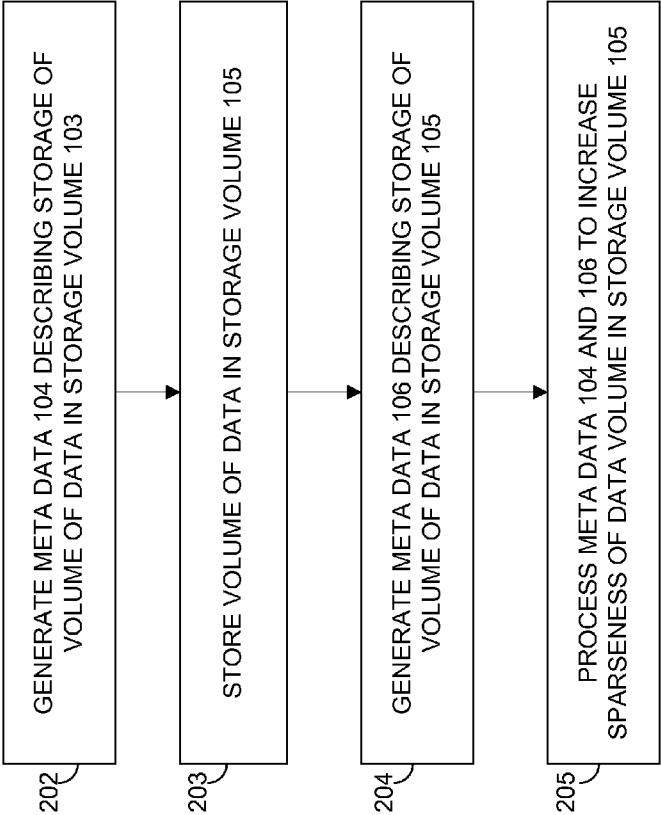 202
GENERATE META DATA 104 DESCRIBING STORAGE OF
VOLUME OF DATA IN STORAGE VOLUME 103
203
STORE VOLUME OF DATA IN STORAGE VOLUME 105
204
GENERATE META DATA 106 DESCRIBING STORAGE OF
VOLUME OF DATA IN STORAGE VOLUME 105
205
PROCESS META DATA 104 AND 106 TO INCREASE
SPARSENESS OF DATA VOLUME IN STORAGE VOLUME 105